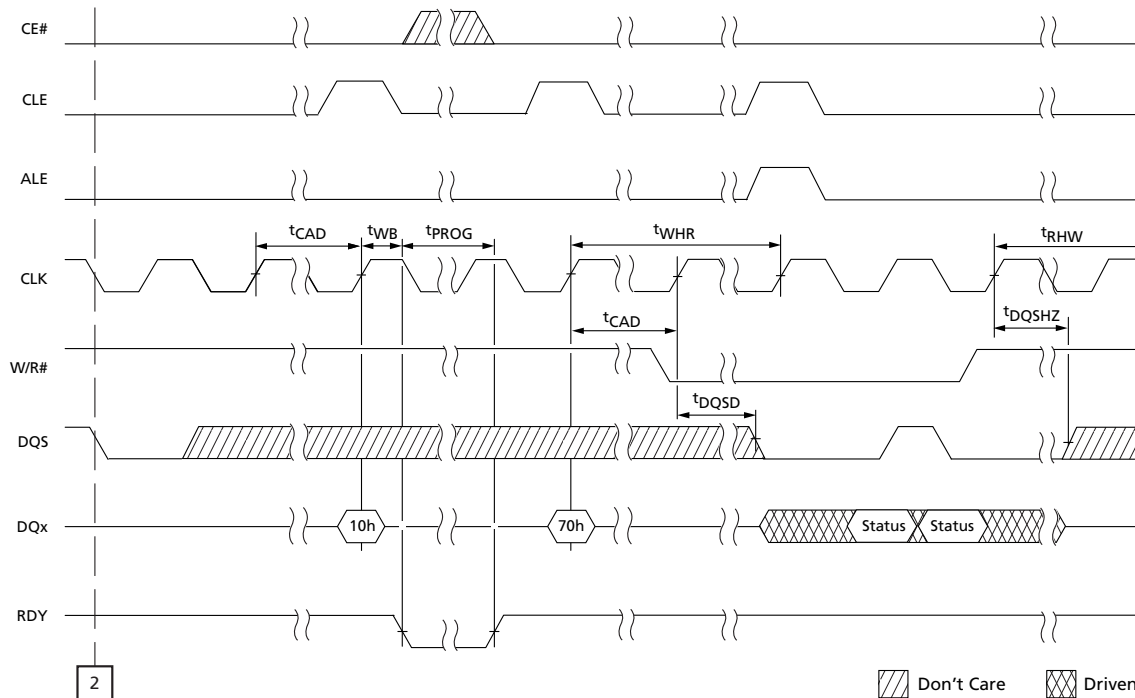 CE#
CLE
ALE
tCAD tWB tPROG tWHR tRHW
CLK
tCAD tDQSHZ
W/R#
tDQSD
DQS
DQx 10h 70h Status Status
RDY
2 Don't Care Driven